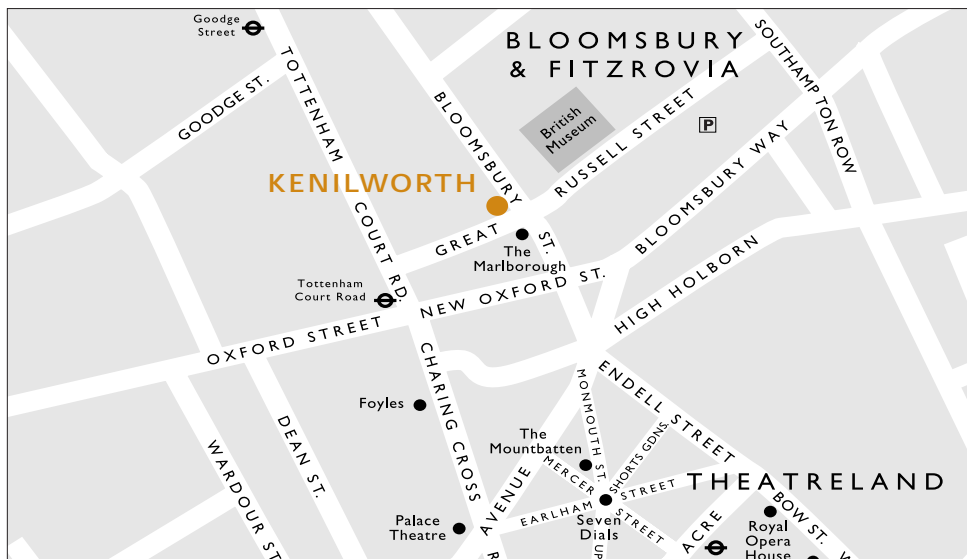 Goodge
Street
BLOOMSBURY
& FITZROVIA
SOUTHAMPTON ROW
TOTTENHAM COURT RD.
GOODGE ST.
BLOOMSBURY ST.
British
Museum
P
GREAT RUSSELL STREET
BLOOMSBURY WAY
KENILWORTH
The
Marlborough
Tottenham
Court Road
OXFORD STREET
NEW OXFORD ST.
HIGH HOLBORN
CHARING CROSS R
Foyles
MONMOUTH ST.
ENDELL STREET
The
Mountbatten
SHORTS GDNS.
MERCER STREET
EARLHAM STREET
THEATRELAND
WARDOUR ST
DEAN ST.
AVENUE
Palace
Theatre
Seven
Dials
UP
ACRE
BOW ST.
Royal
Opera
House